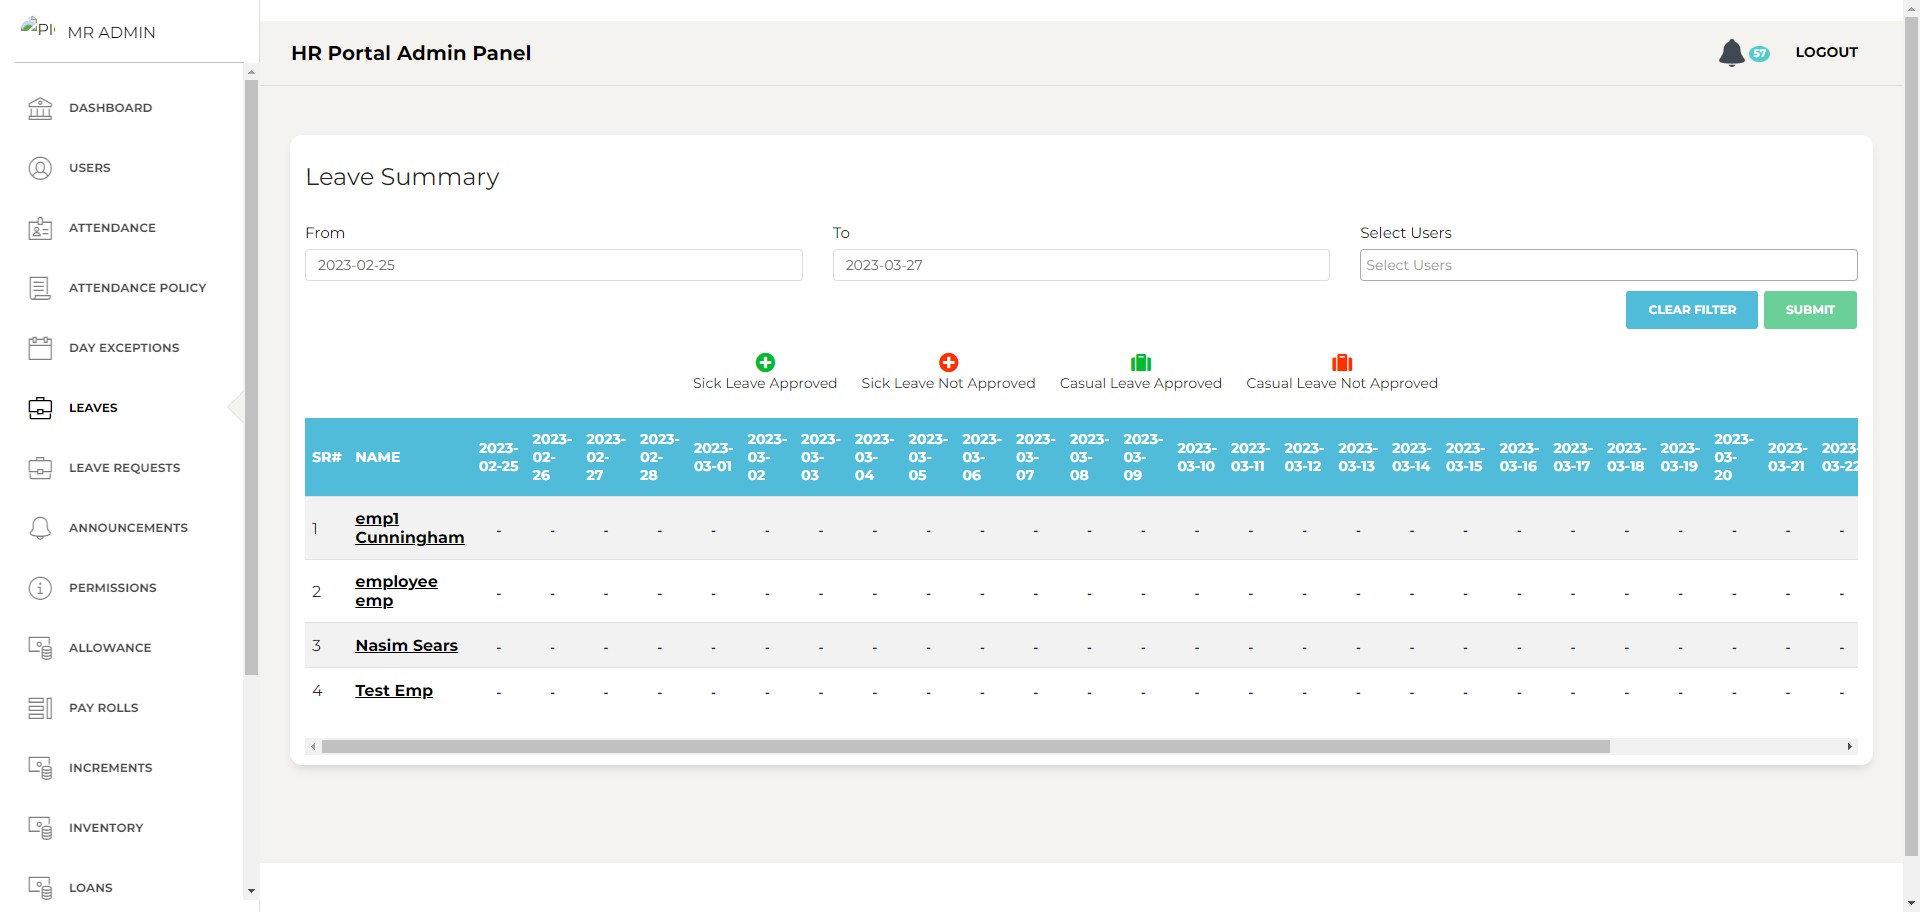 MR ADMIN
HR Portal Admin Panel
57
LOGOUT
DASHBOARD
USERS
ATTENDANCE
ATTENDANCE POLICY
DAY EXCEPTIONS
LEAVES
LEAVE REQUESTS
ANNOUNCEMENTS
PERMISSIONS
ALLOWANCE
PAY ROLLS
INCREMENTS
INVENTORY
LOANS
Leave Summary
From
To
Select Users
2023-02-25
2023-03-27
Select Users
CLEAR FILTER
SUBMIT
Sick Leave Approved
Sick Leave Not Approved
Casual Leave Approved
Casual Leave Not Approved
SR# NAME 2023-02-25 2023-02-26 2023-02-27 2023-02-28 2023-03-01 2023-03-02 2023-03-03 2023-03-04 2023-03-05 2023-03-06 2023-03-07 2023-03-08 2023-03-09 2023-03-10 2023-03-11 2023-03-12 2023-03-13 2023-03-14 2023-03-15 2023-03-16 2023-03-17 2023-03-18 2023-03-19 2023-03-20 2023-03-21 2023-03-22
1 emp1 Cunningham - - - - - - - - - - - - - - - - - - - - - - - - - -
2 employee emp - - - - - - - - - - - - - - - - - - - - - - - - - -
3 Nasim Sears - - - - - - - - - - - - - - - - - - - - - - - - - -
4 Test Emp - - - - - - - - - - - - - - - - - - - - - - - - - -